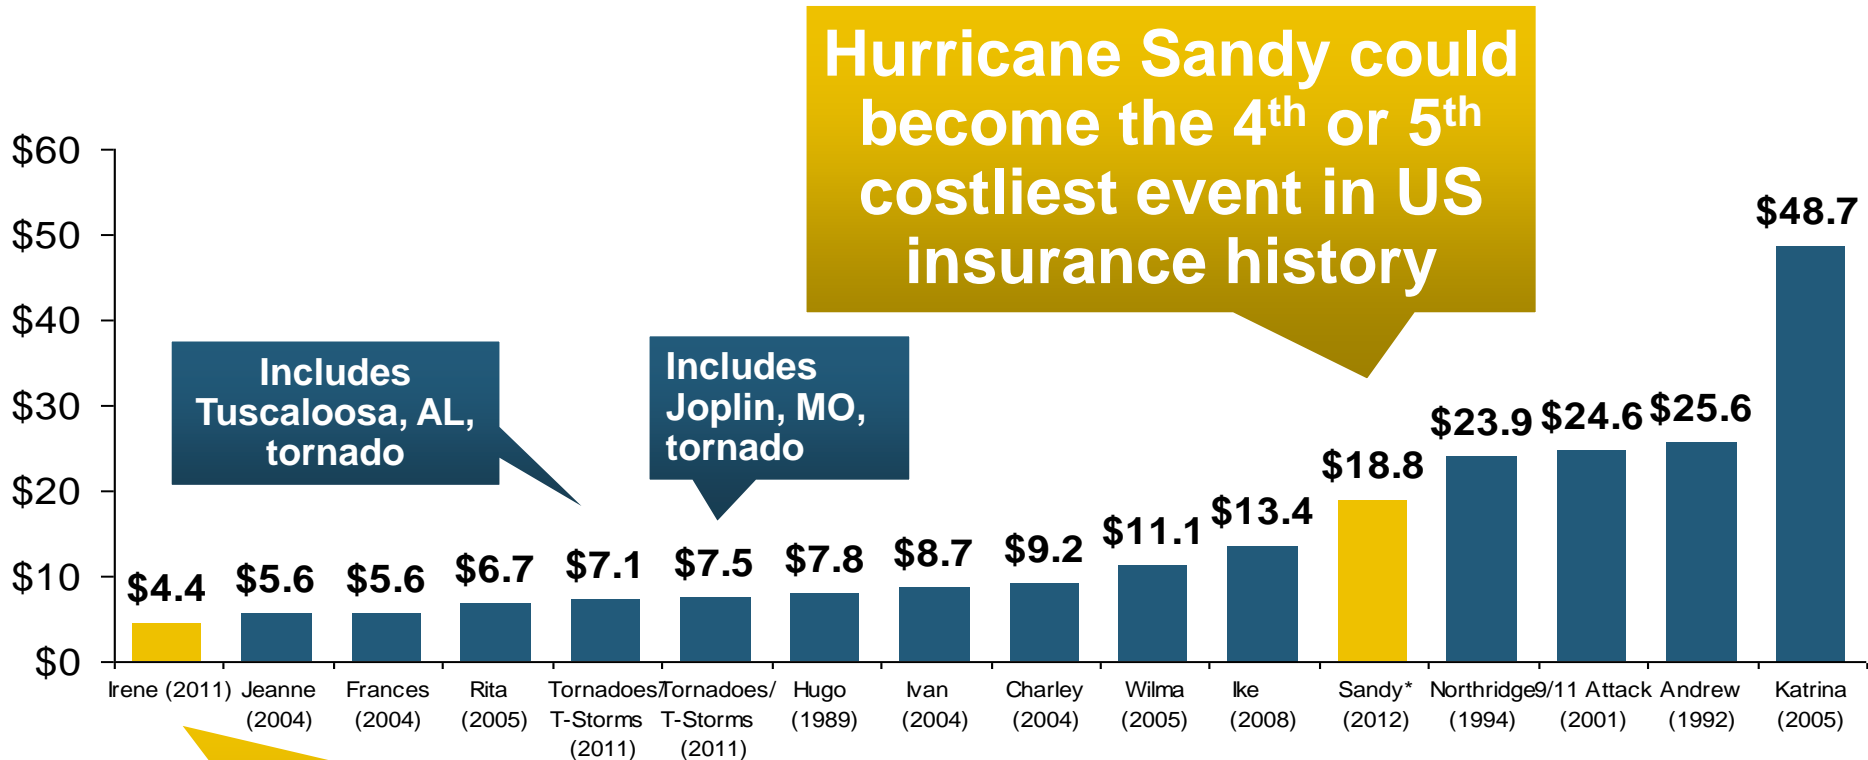 Hurricane Sandy could
become the 4th or 5th
costliest event in US
insurance history
$60
$50
$40
$30
$20
$10
$0
Includes
Tuscaloosa, AL,
tornado
Includes
Joplin, MO,
tornado
$4.4 $5.6 $5.6 $6.7 $7.1 $7.5 $7.8 $8.7 $9.2 $11.1 $13.4 $18.8 $23.9 $24.6 $25.6 $48.7
Irene (2011)
Jeanne
(2004)
Frances
(2004)
Rita
(2005)
Tornadoes/
T-Storms
(2011)
Tornadoes/
T-Storms
(2011)
Hugo
(1989)
Ivan
(2004)
Charley
(2004)
Wilma
(2005)
Ike
(2008)
Sandy*
(2012)
Northridge
(1994)
9/11 Attack
(2001)
Andrew
(1992)
Katrina
(2005)